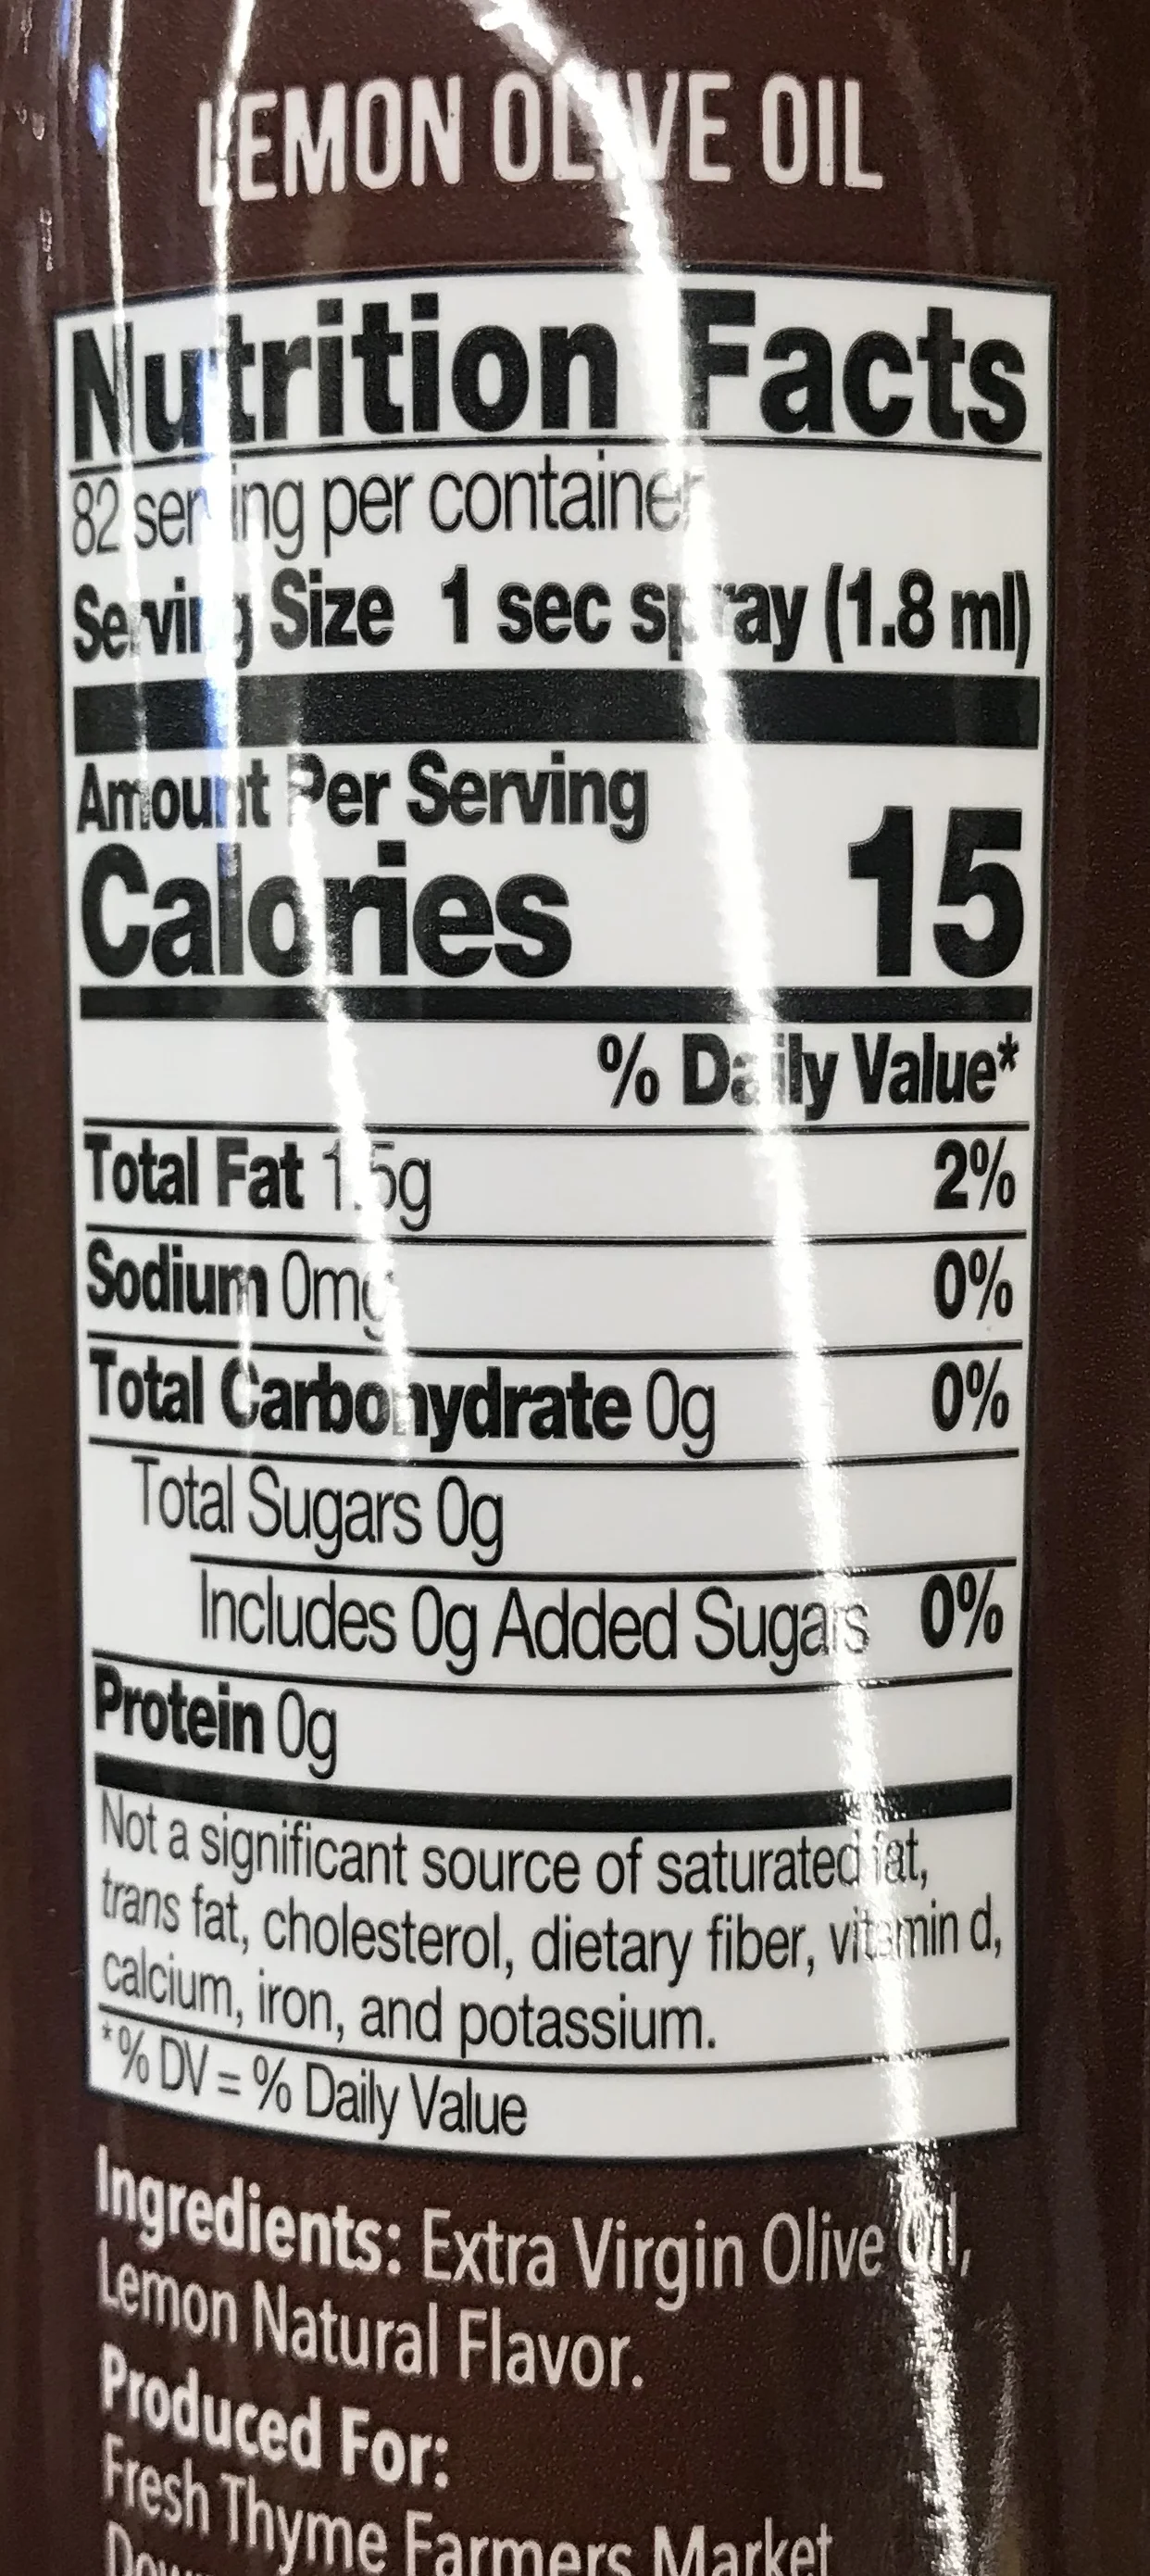 LEMON OLIVE OIL
Nutrition Facts
82 serving per container
Serving Size 1 sec spray (1.8 ml)
Amount Per Serving
Calories 15
% Daily Value*
Total Fat 1.5g 2%
Sodium 0mg 0%
Total Carbohydrate 0g 0%
Total Sugars 0g
Includes 0g Added Sugars 0%
Protein 0g
Not a significant source of saturated fat,
trans fat, cholesterol, dietary fiber, vitamin d,
calcium, iron, and potassium.
*% DV = % Daily Value
Ingredients: Extra Virgin Olive Oil,
Lemon Natural Flavor.
Produced For:
Fresh Thyme Farmers Market